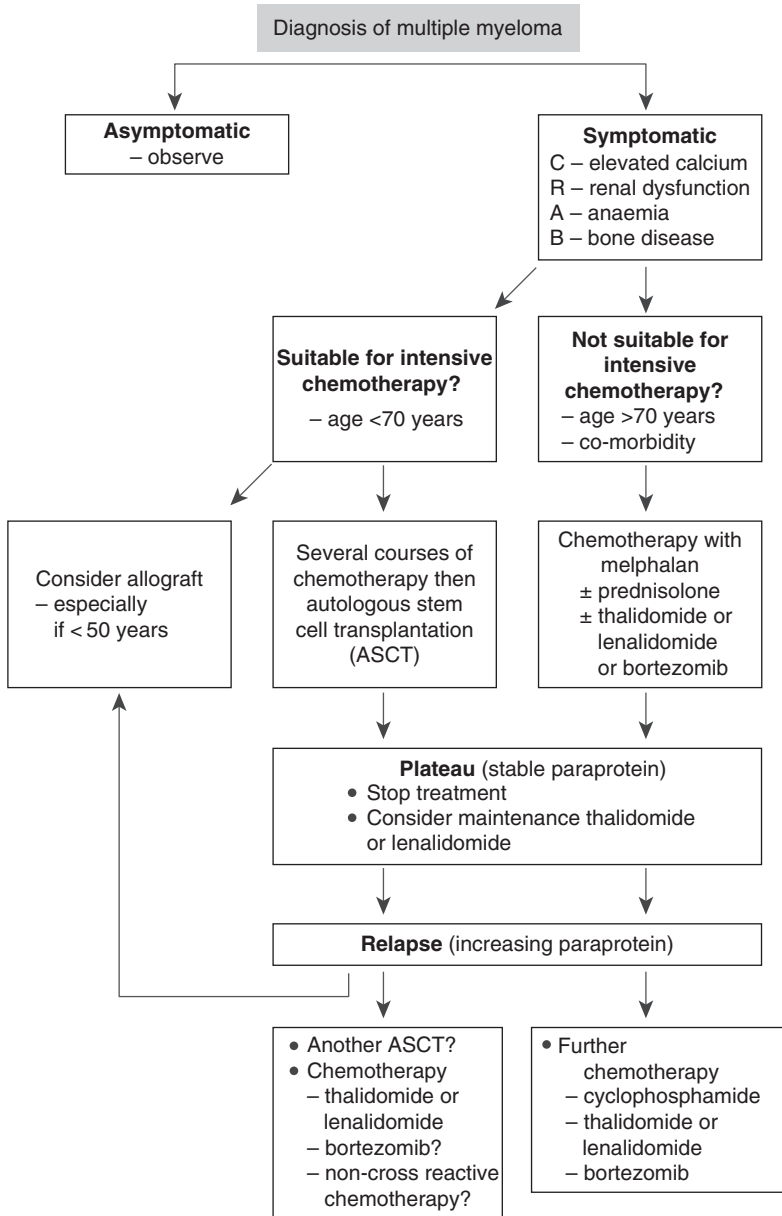 Diagnosis of multiple myeloma
Asymptomatic
– observe
Symptomatic
C – elevated calcium
R – renal dysfunction
A – anaemia
B – bone disease
Suitable for intensive
chemotherapy?
– age <70 years
Not suitable for
intensive
chemotherapy?
– age >70 years
– co-morbidity
Consider allograft
– especially
if < 50 years
Several courses of
chemotherapy then
autologous stem
cell transplantation
(ASCT)
Chemotherapy with
melphalan
± prednisolone
± thalidomide or
lenalidomide
or bortezomib
Plateau (stable paraprotein)
• Stop treatment
• Consider maintenance thalidomide
or lenalidomide
Relapse (increasing paraprotein)
• Another ASCT?
• Chemotherapy
– thalidomide or
lenalidomide
– bortezomib?
– non-cross reactive
chemotherapy?
• Further
chemotherapy
– cyclophosphamide
– thalidomide or
lenalidomide
– bortezomib